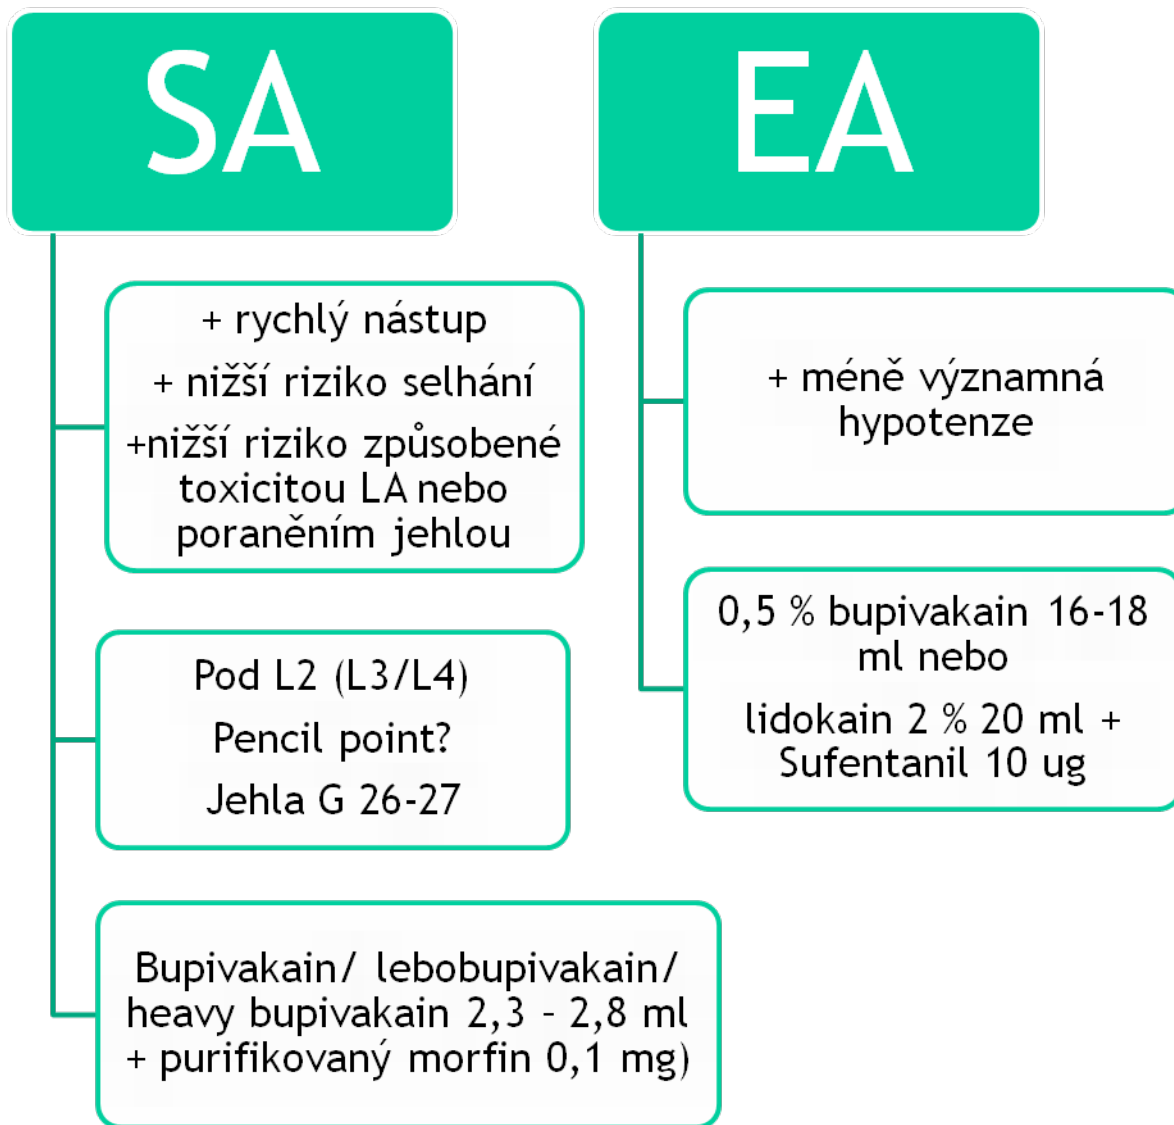 SA
+ rychlý nástup
+ nižší riziko selhání
+nižší riziko způsobené
toxicitou LA nebo
poraněním jehlou
Pod L2 (L3/L4)
Pencil point?
Jehla G 26-27
Bupivakain/ lebobupivakain/
heavy bupivakain 2,3 – 2,8 ml
+ purifikovaný morfin 0,1 mg)
EA
+ méně významná
hypotenze
0,5 % bupivakain 16-18
ml nebo
lidokain 2 % 20 ml +
Sufentanil 10 ug